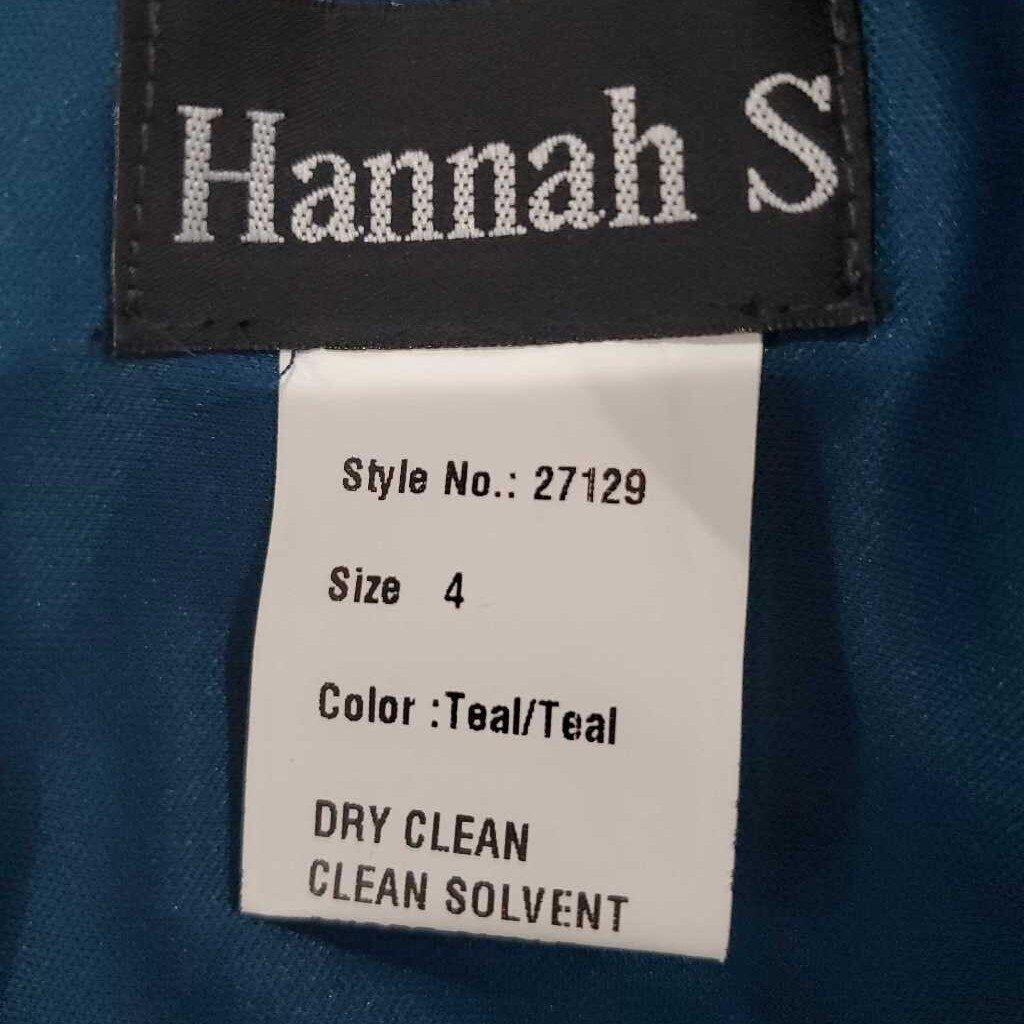 Hannah S
Style No.: 27129
Size 4
Color :Teal/Teal
DRY CLEAN
CLEAN SOLVENT